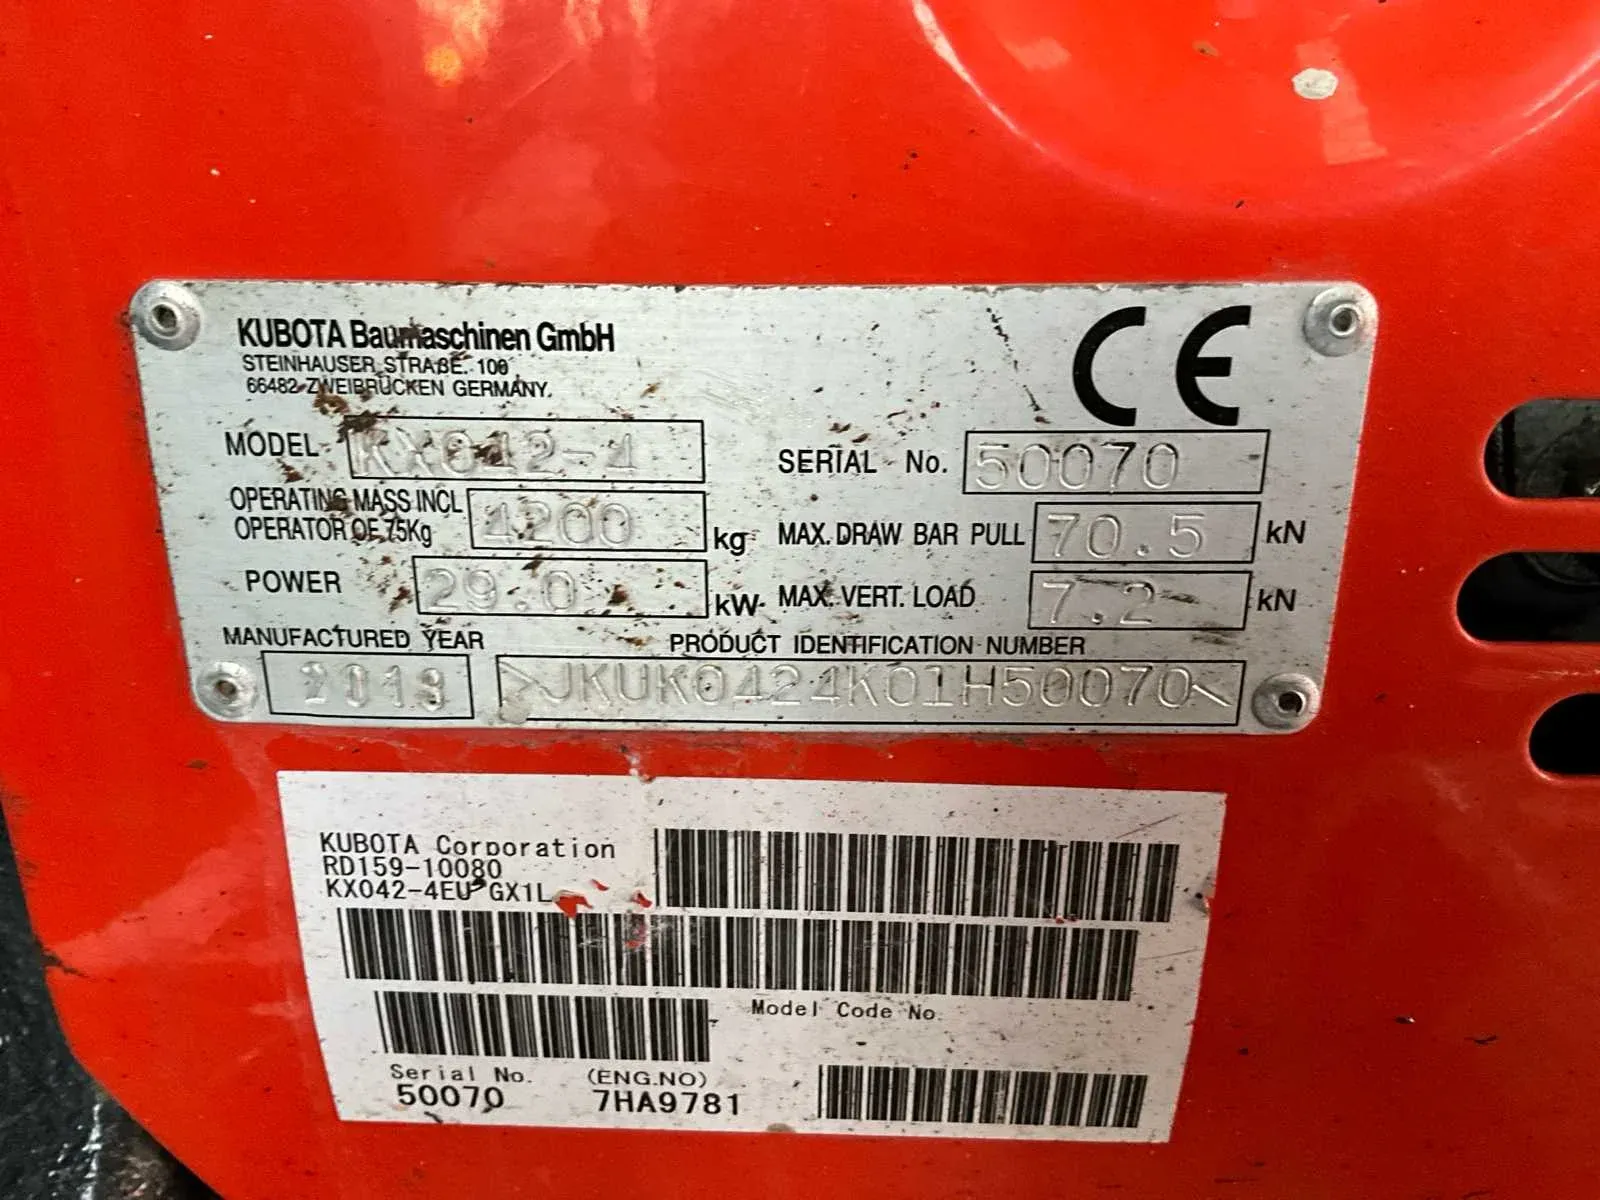 KUBOTA Baumaschinen GmbH
STEINHAUSER STRAßE. 100
66482 ZWEIBRÜCKEN GERMANY.
CE
MODEL KX042-4
SERIAL No. 50070
OPERATING MASS INCL
OPERATOR OF 75Kg 4200 kg
MAX. DRAW BAR PULL 70.5 kN
POWER 29.0 kW
MAX. VERT. LOAD 7.2 kN
MANUFACTURED YEAR
PRODUCT IDENTIFICATION NUMBER
>JKUK0424K01H50070<
KUBOTA Corporation
RD159-10080
KX042-4EU GX1L
Model Code No.
Serial No. (ENG.NO)
50070 7HA9781